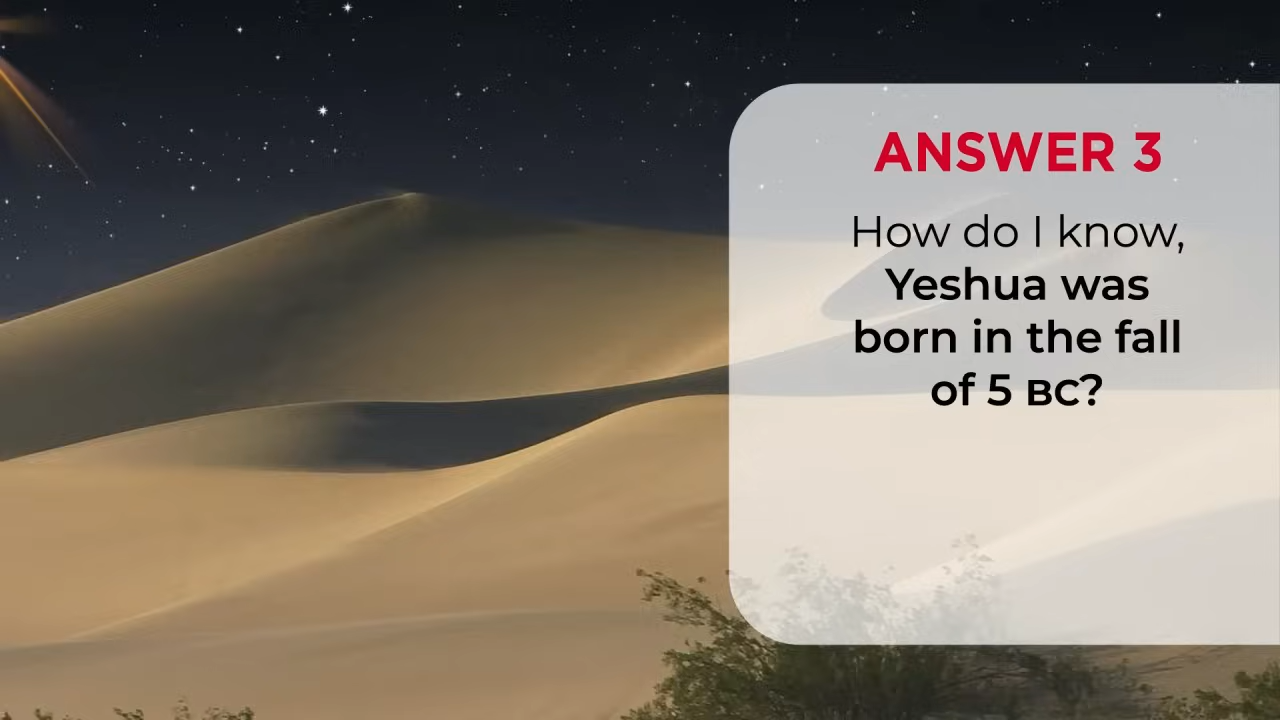 ANSWER 3
How do I know,
Yeshua was
born in the fall
of 5 BC?